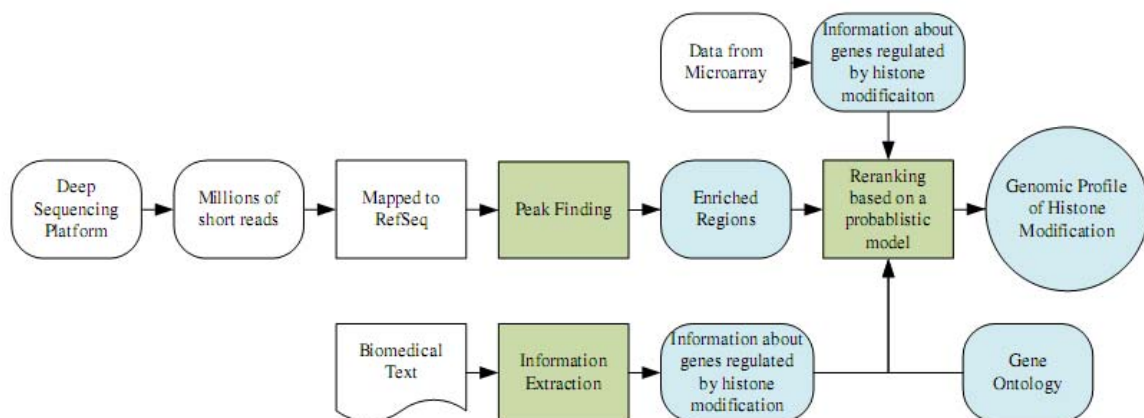 Data from
Microarray
Information about
genes regulated
by histone
modificaiton
Deep
Sequencing
Platform
Millions of
short reads
Mapped to
RefSeq
Peak Finding
Enriched
Regions
Reranking
based on a
probablistic
model
Genomic Profile
of Histone
Modification
Biomedical
Text
Information
Extraction
Information about
genes regulated
by histone
modification
Gene
Ontology